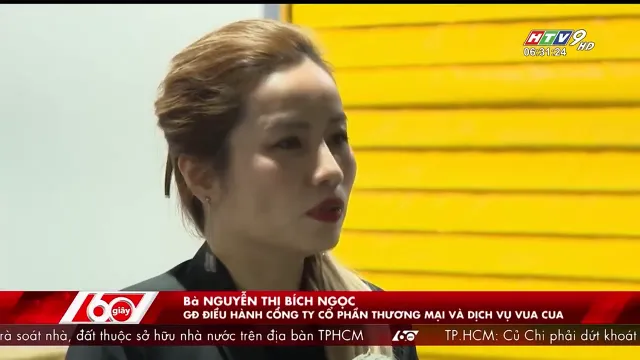 HTV9 HD
06:31:24
60 giây
Bà NGUYỄN THỊ BÍCH NGỌC
GĐ ĐIỀU HÀNH CÔNG TY CỔ PHẦN THƯƠNG MẠI VÀ DỊCH VỤ VUA CUA
rà soát nhà, đất thuộc sở hữu nhà nước trên địa bàn TPHCM 60 TP.HCM: Củ Chi phải dứt khoát